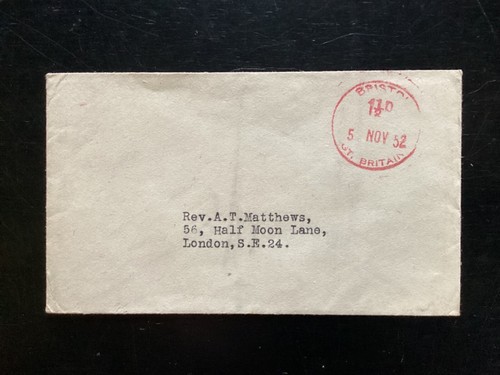 BRISTOL
1½D
5 NOV 52
GT. BRITAIN
Rev.A.T.Matthews,
56, Half Moon Lane,
London,S.E.24.